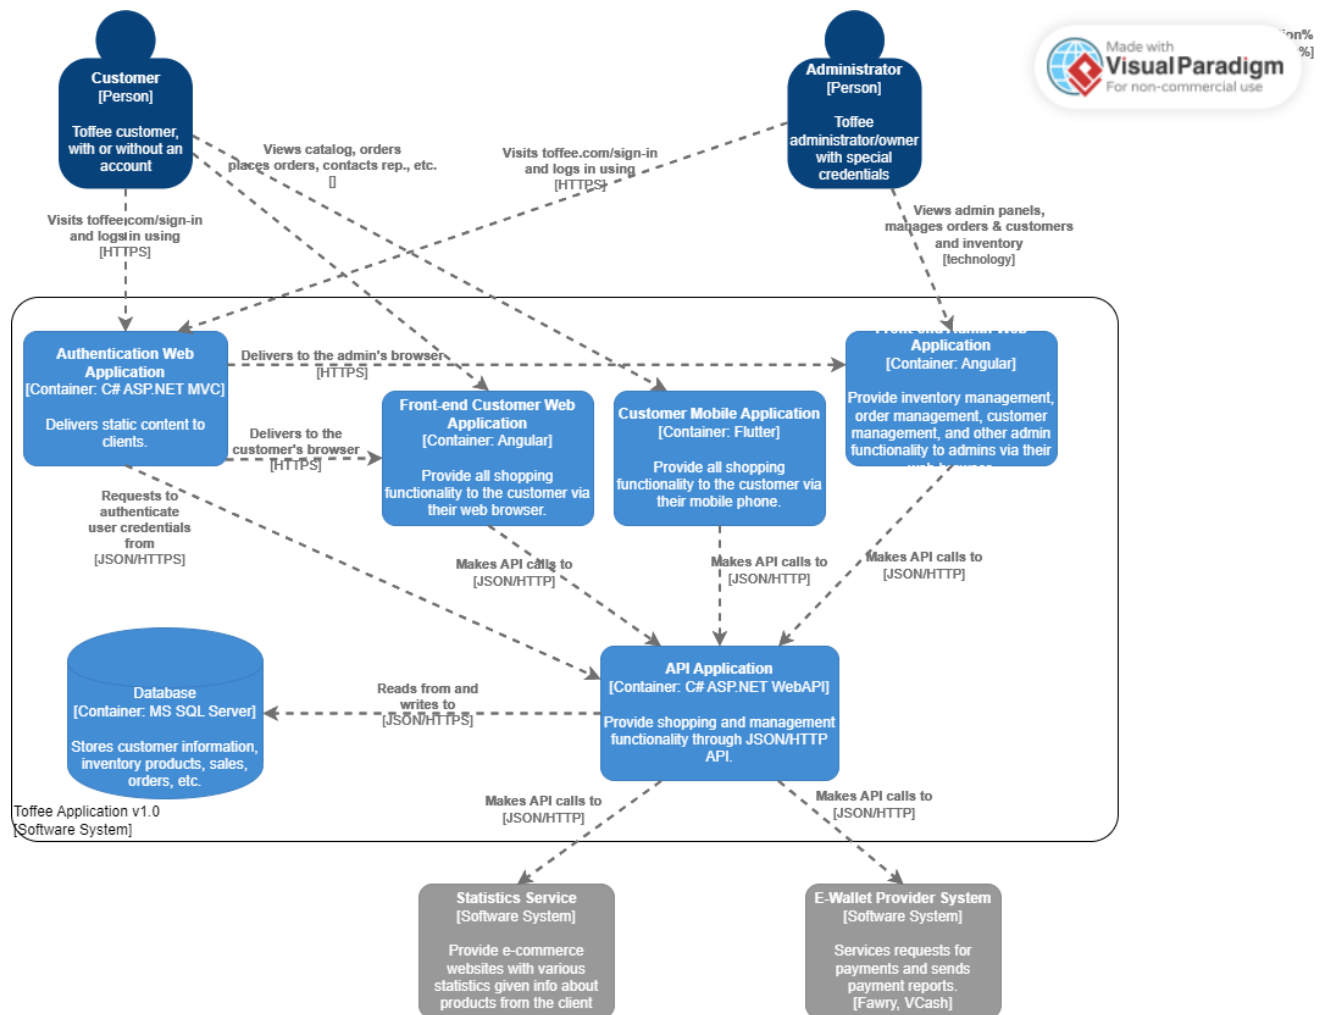 Customer
[Person]
Toffee customer,
with or without an
account
Administrator
[Person]
Toffee
administrator/owner
with special
credentials
Made with
Visual Paradigm
For non-commercial use
%]
Views catalog, orders
places orders, contacts rep., etc.
[]
Visits toffee.com/sign-in
and logs in using
[HTTPS]
Visits toffee.com/sign-in
and logs in using
[HTTPS]
Views admin panels,
manages orders & customers
and inventory
[technology]
Authentication Web
Application
[Container: C# ASP.NET MVC]
Delivers static content to
clients.
Delivers to the admin's browser
[HTTPS]
Delivers to the
customer's browser
[HTTPS]
Front-end Customer Web
Application
[Container: Angular]
Provide all shopping
functionality to the customer via
their web browser.
Customer Mobile Application
[Container: Flutter]
Provide all shopping
functionality to the customer via
their mobile phone.
Front-end Admin Web
Application
[Container: Angular]
Provide inventory management,
order management, customer
management, and other admin
functionality to admins via their
web browser.
Requests to
authenticate
user credentials
from
[JSON/HTTPS]
Makes API calls to
[JSON/HTTP]
Makes API calls to
[JSON/HTTP]
Makes API calls to
[JSON/HTTP]
Database
[Container: MS SQL Server]
Stores customer information,
inventory products, sales,
orders, etc.
Reads from and
writes to
[JSON/HTTPS]
API Application
[Container: C# ASP.NET WebAPI]
Provide shopping and management
functionality through JSON/HTTP
API.
Toffee Application v1.0
[Software System]
Makes API calls to
[JSON/HTTP]
Makes API calls to
[JSON/HTTP]
Statistics Service
[Software System]
Provide e-commerce
websites with various
statistics given info about
products from the client
E-Wallet Provider System
[Software System]
Services requests for
payments and sends
payment reports.
[Fawry, VCash]